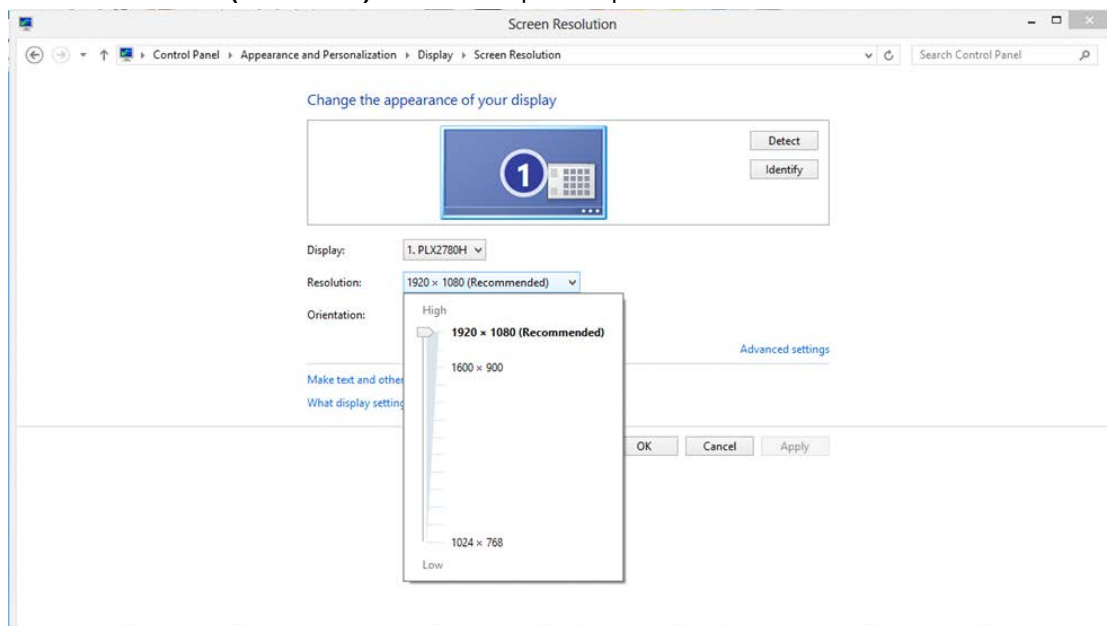 Screen Resolution
Control Panel ▸ Appearance and Personalization ▸ Display ▸ Screen Resolution
Search Control Panel
Change the appearance of your display
1
Detect
Identify
Display: 1. PLX2780H
Resolution: 1920 × 1080 (Recommended)
Orientation:
High
1920 × 1080 (Recommended)
Advanced settings
1600 × 900
Make text and other
What display setting
OK Cancel Apply
1024 × 768
Low